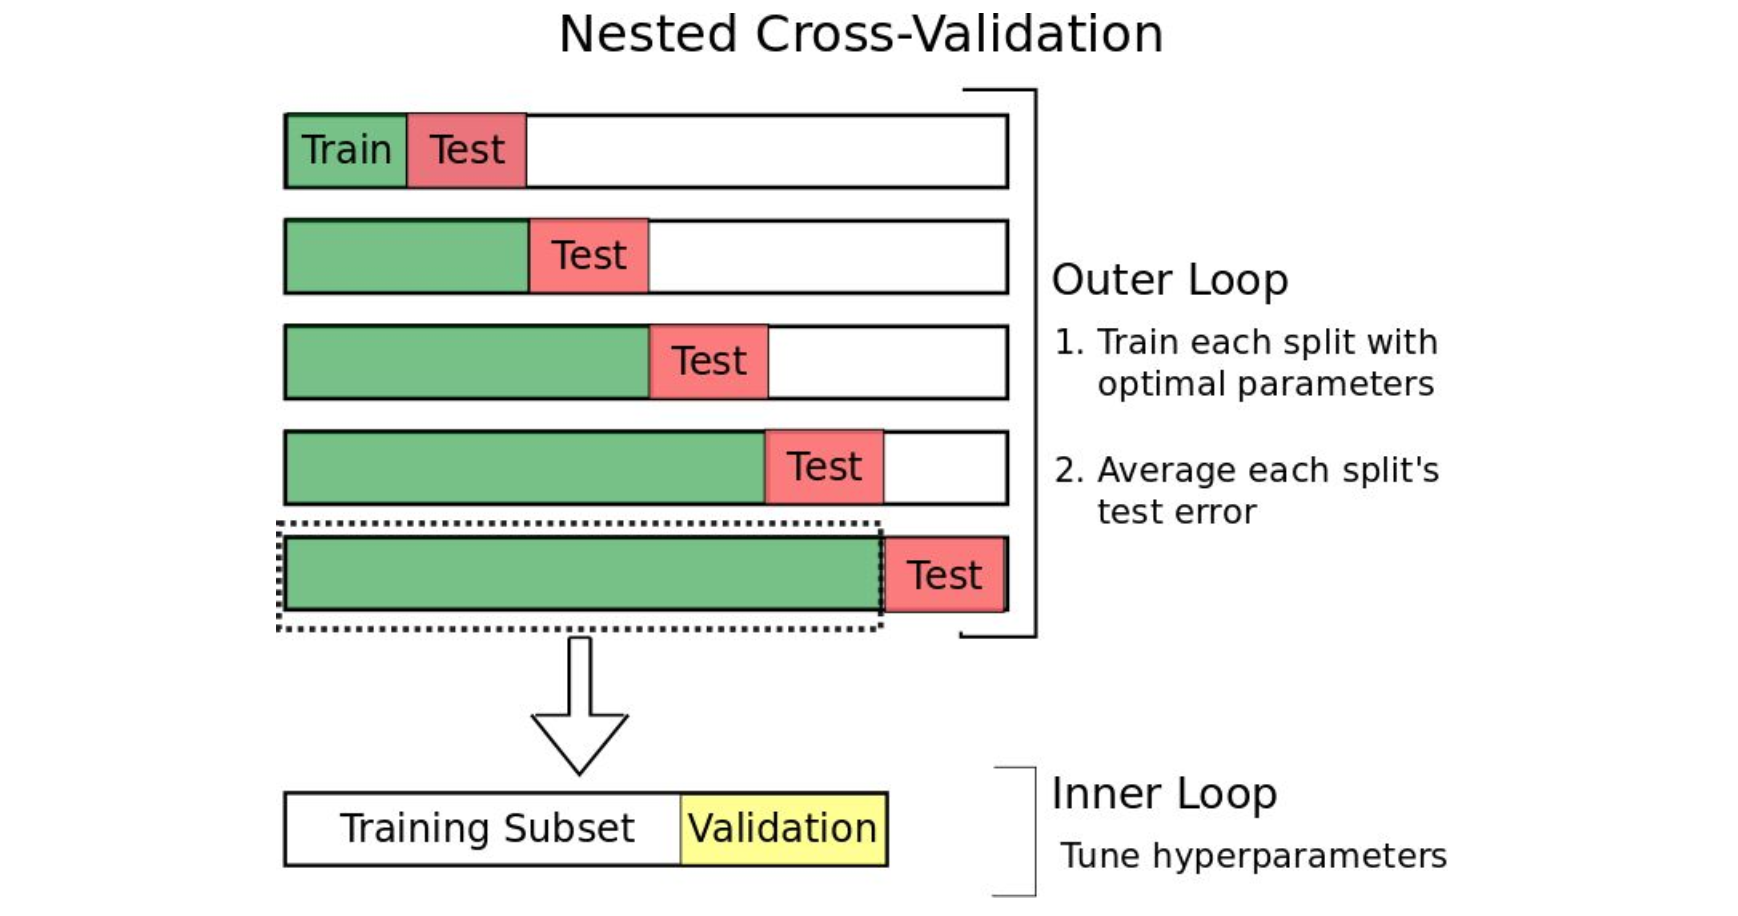 Nested Cross-Validation
Train Test
Test
Test
Test
Test
Outer Loop
1. Train each split with
optimal parameters
2. Average each split's
test error
Training Subset Validation
Inner Loop
Tune hyperparameters